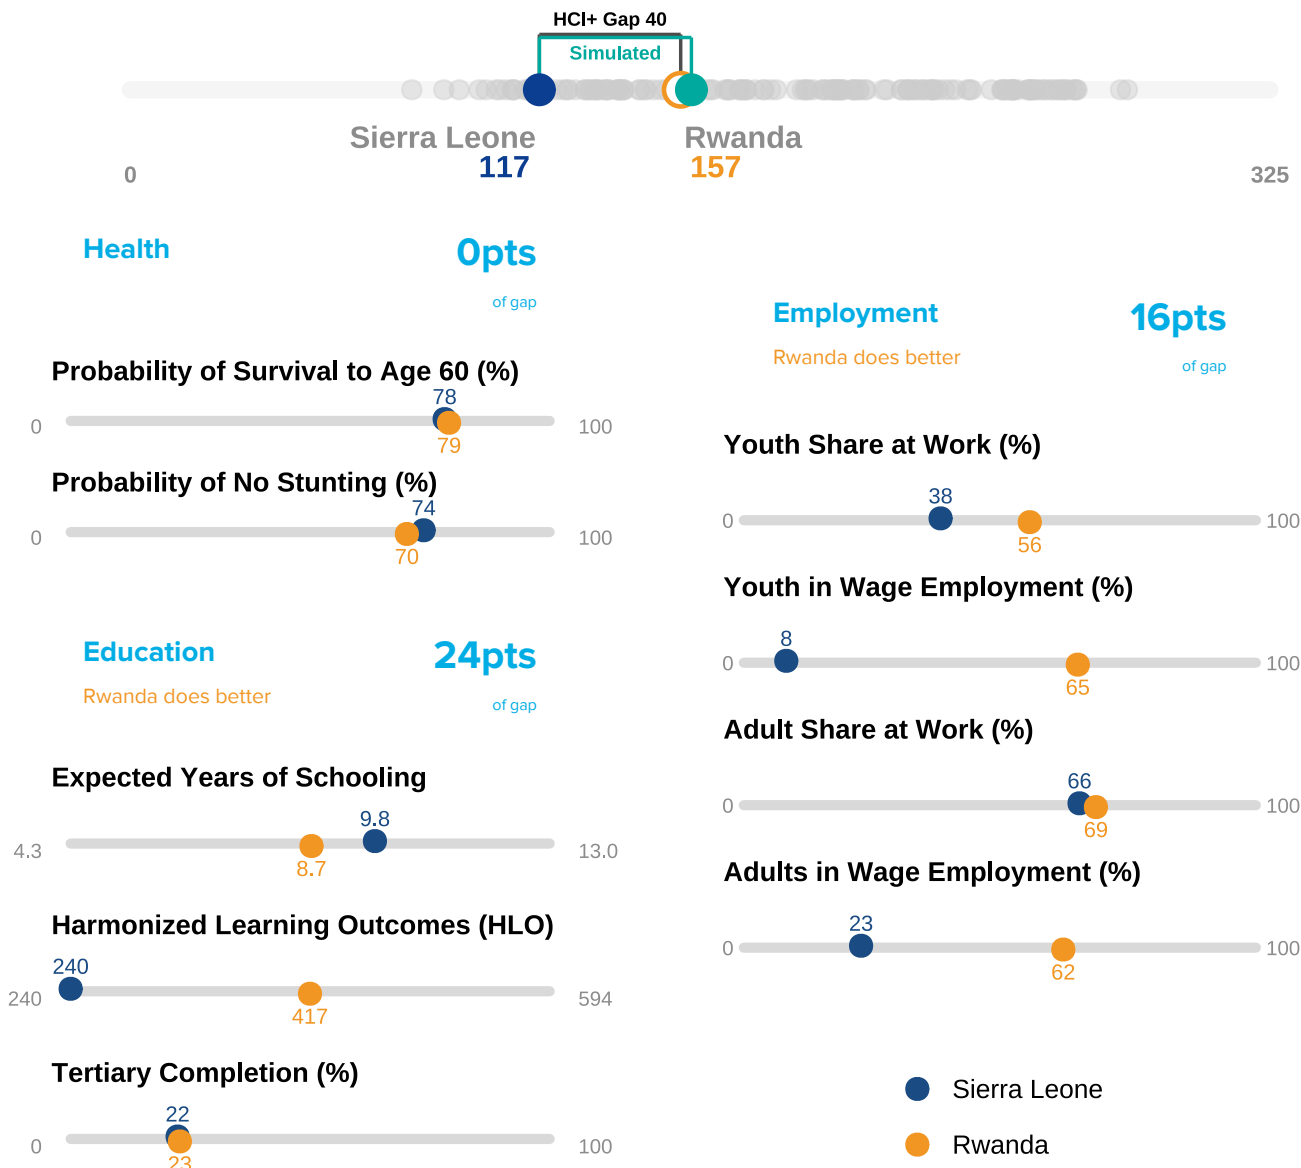 HCI+ Gap 40
Simulated
Sierra Leone
117
Rwanda
157
0
325
Health
0pts
of gap
Probability of Survival to Age 60 (%)
78
0
100
79
Probability of No Stunting (%)
74
0
100
70
Education
24pts
Rwanda does better
of gap
Expected Years of Schooling
9.8
4.3
13.0
8.7
Harmonized Learning Outcomes (HLO)
240
240
594
417
Tertiary Completion (%)
22
0
100
23
Employment
16pts
Rwanda does better
of gap
Youth Share at Work (%)
38
0
100
56
Youth in Wage Employment (%)
8
0
100
65
Adult Share at Work (%)
66
0
100
69
Adults in Wage Employment (%)
23
0
100
62
Sierra Leone
Rwanda